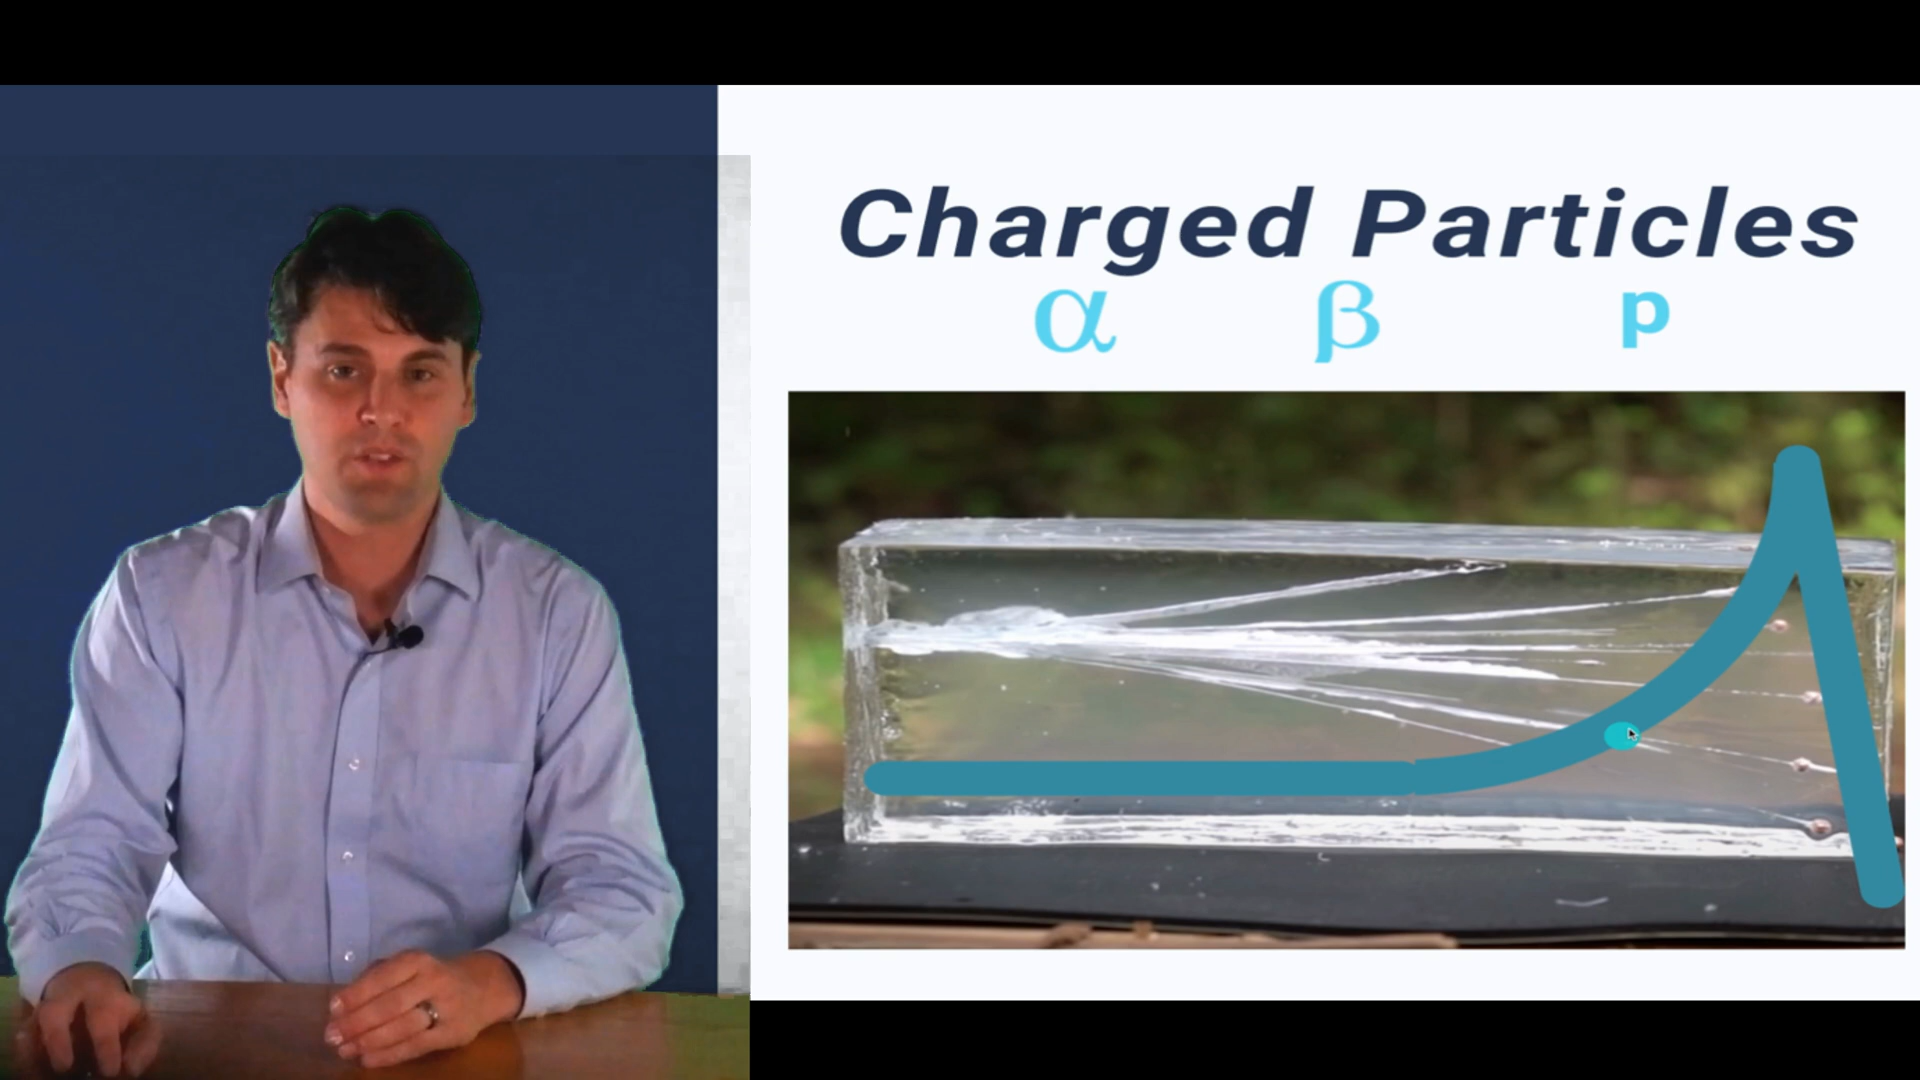 Charged Particles
α β p